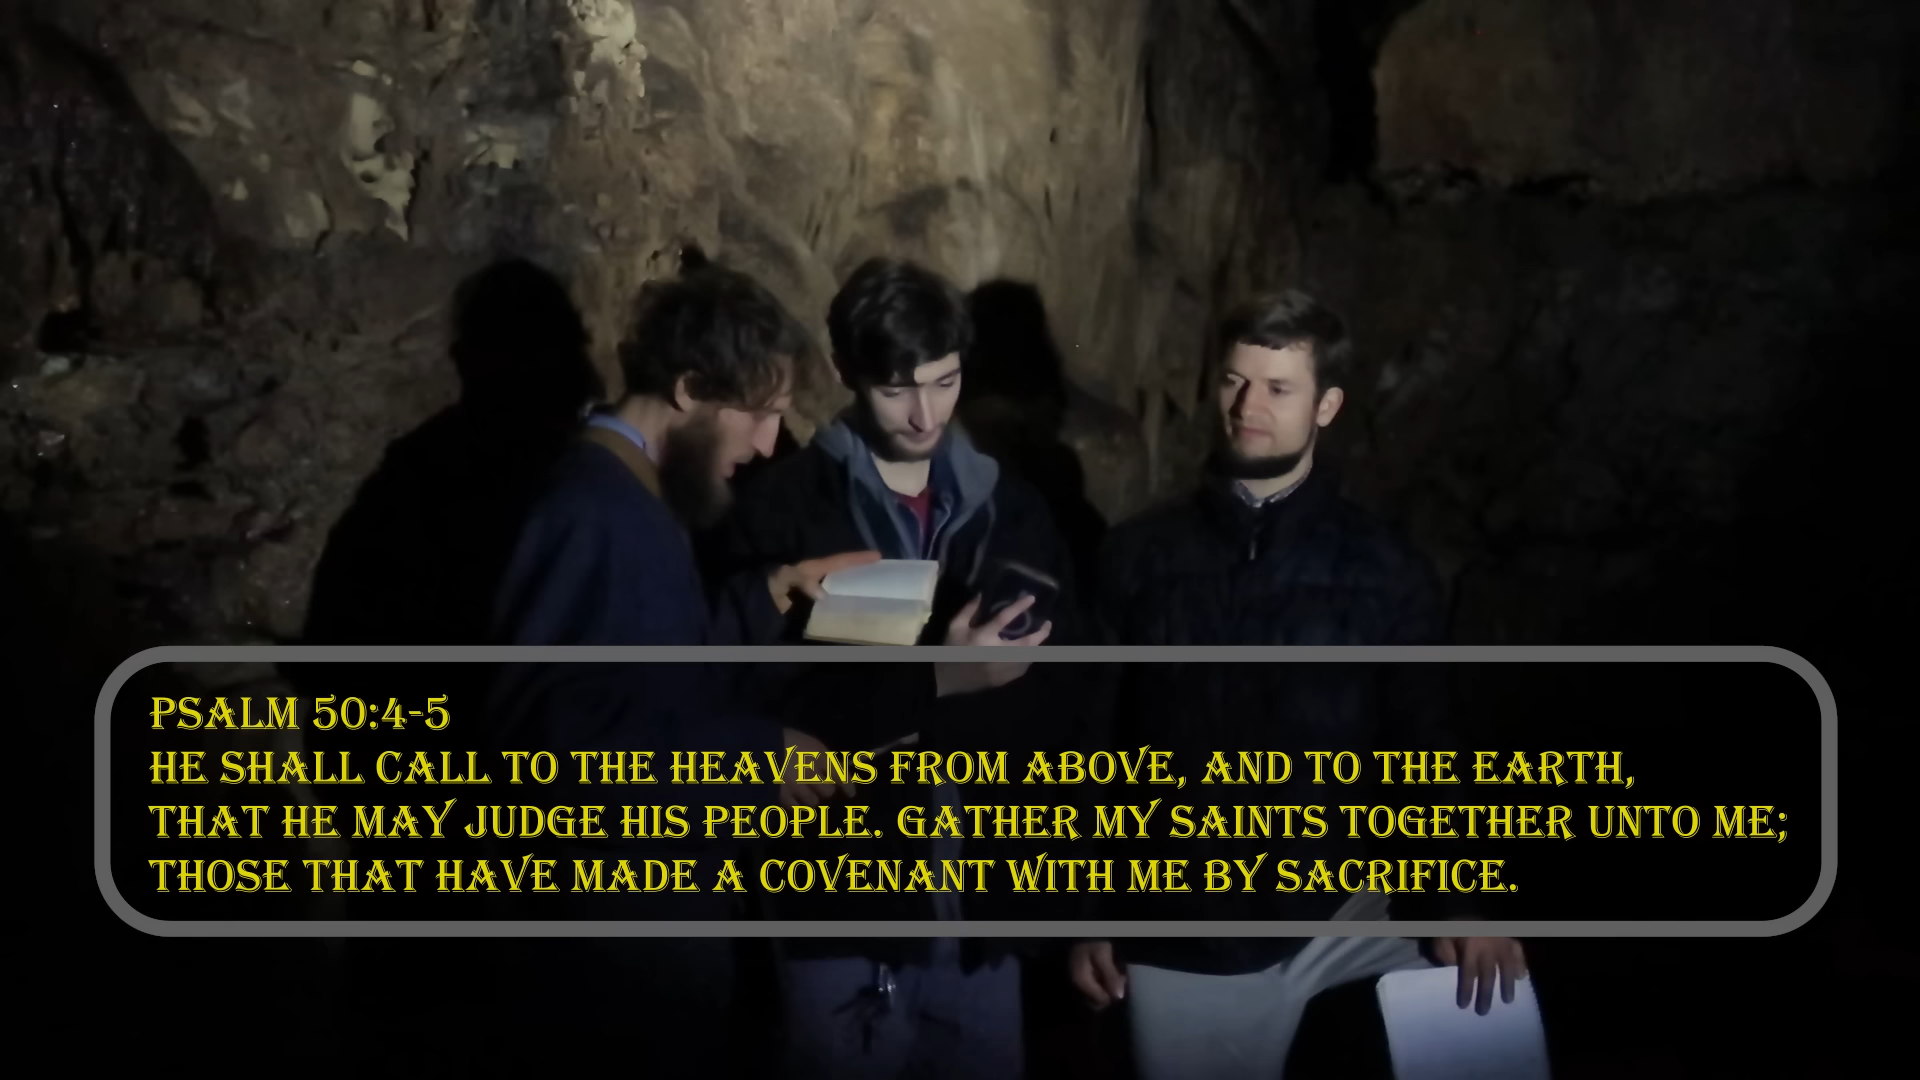 PSALM 50:4-5
HE SHALL CALL TO THE HEAVENS FROM ABOVE, AND TO THE EARTH,
THAT HE MAY JUDGE HIS PEOPLE. GATHER MY SAINTS TOGETHER UNTO ME;
THOSE THAT HAVE MADE A COVENANT WITH ME BY SACRIFICE.